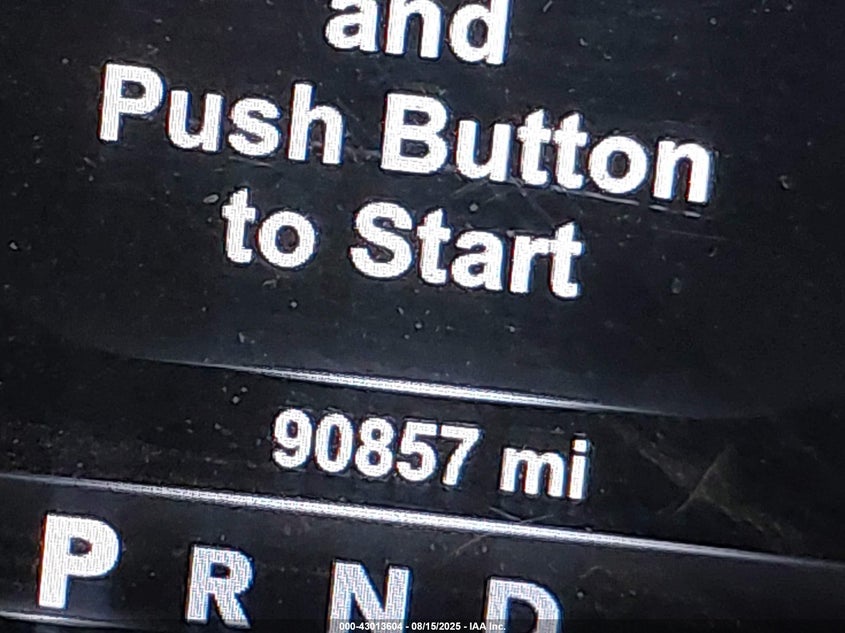 and
Push Button
to Start
90857 mi
P R N D
000-43013604 - 08/15/2025 - IAA Inc.